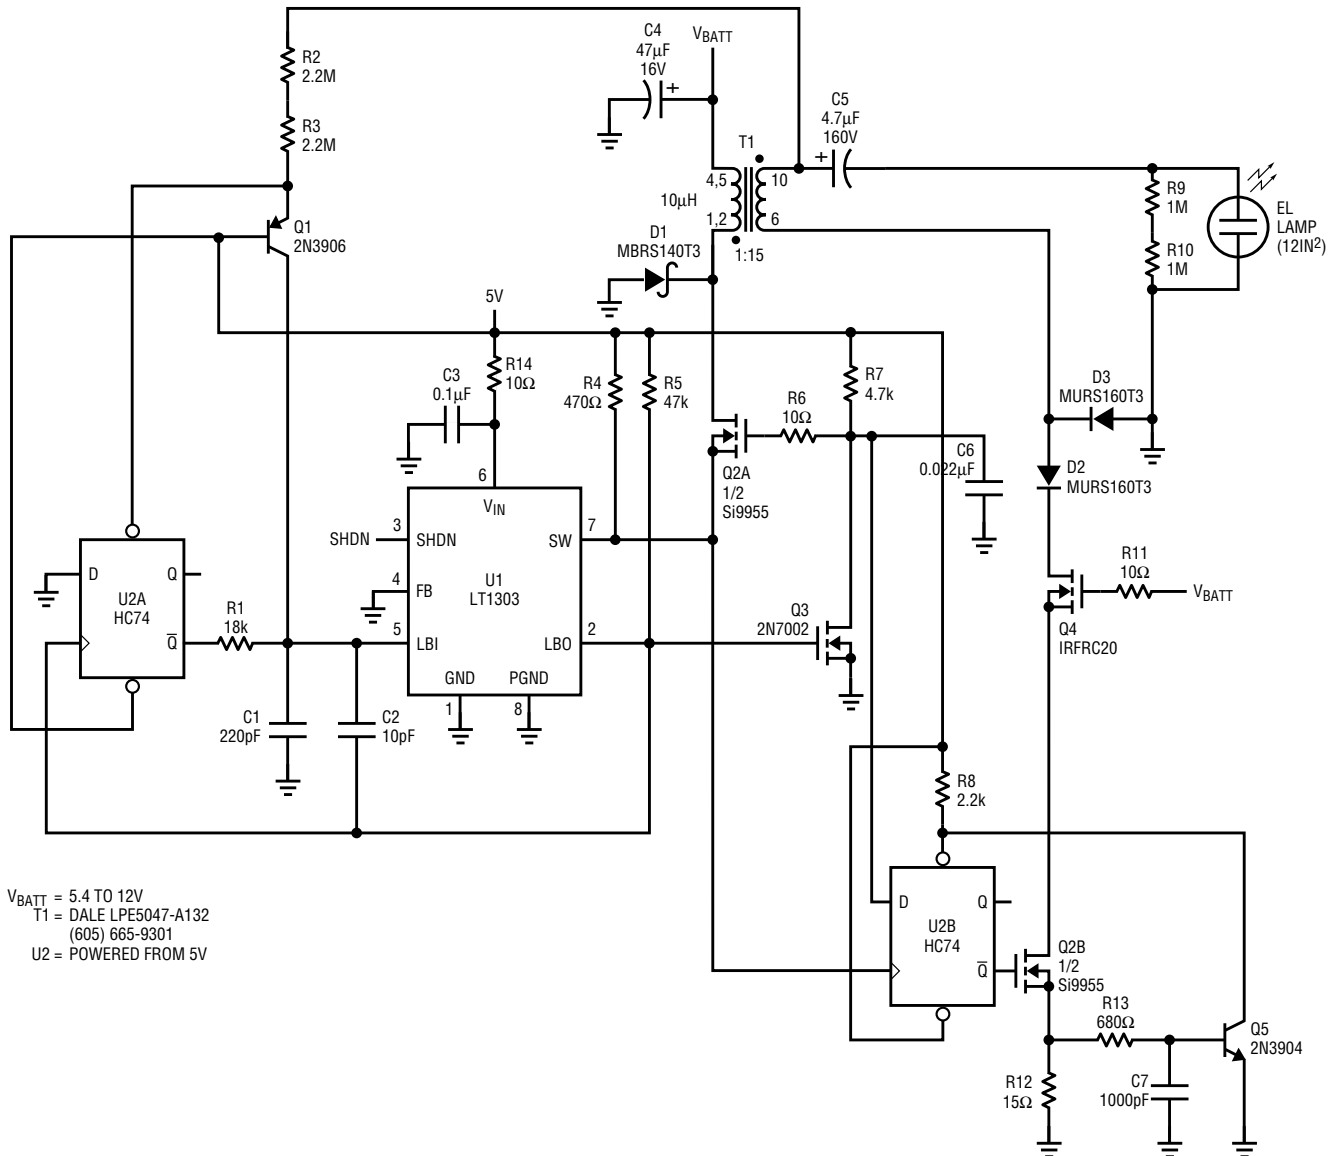 R2
2.2M
R3
2.2M
C4
47µF
16V
+
VBATT
T1
C5
4.7µF
160V
+
4,5
10
10µH
1,2
6
1:15
D1
MBRS140T3
R9
1M
R10
1M
EL
LAMP
(12IN²)
Q1
2N3906
5V
R14
10Ω
C3
0.1µF
R4
470Ω
R5
47k
R7
4.7k
R6
10Ω
C6
0.022µF
D3
MURS160T3
D2
MURS160T3
Q2A
1/2
Si9955
6
VIN
SHDN
3
SHDN
SW
7
4
FB
U1
LT1303
5
LBI
LBO
2
GND
PGND
1
8
D
Q
U2A
HC74
Q̅
R1
18k
Q3
2N7002
R11
10Ω
VBATT
Q4
IRFRC20
C1
220pF
C2
10pF
R8
2.2k
D
Q
U2B
HC74
Q̅
Q2B
1/2
Si9955
R13
680Ω
Q5
2N3904
R12
15Ω
C7
1000pF
VBATT = 5.4 TO 12V
T1 = DALE LPE5047-A132
(605) 665-9301
U2 = POWERED FROM 5V